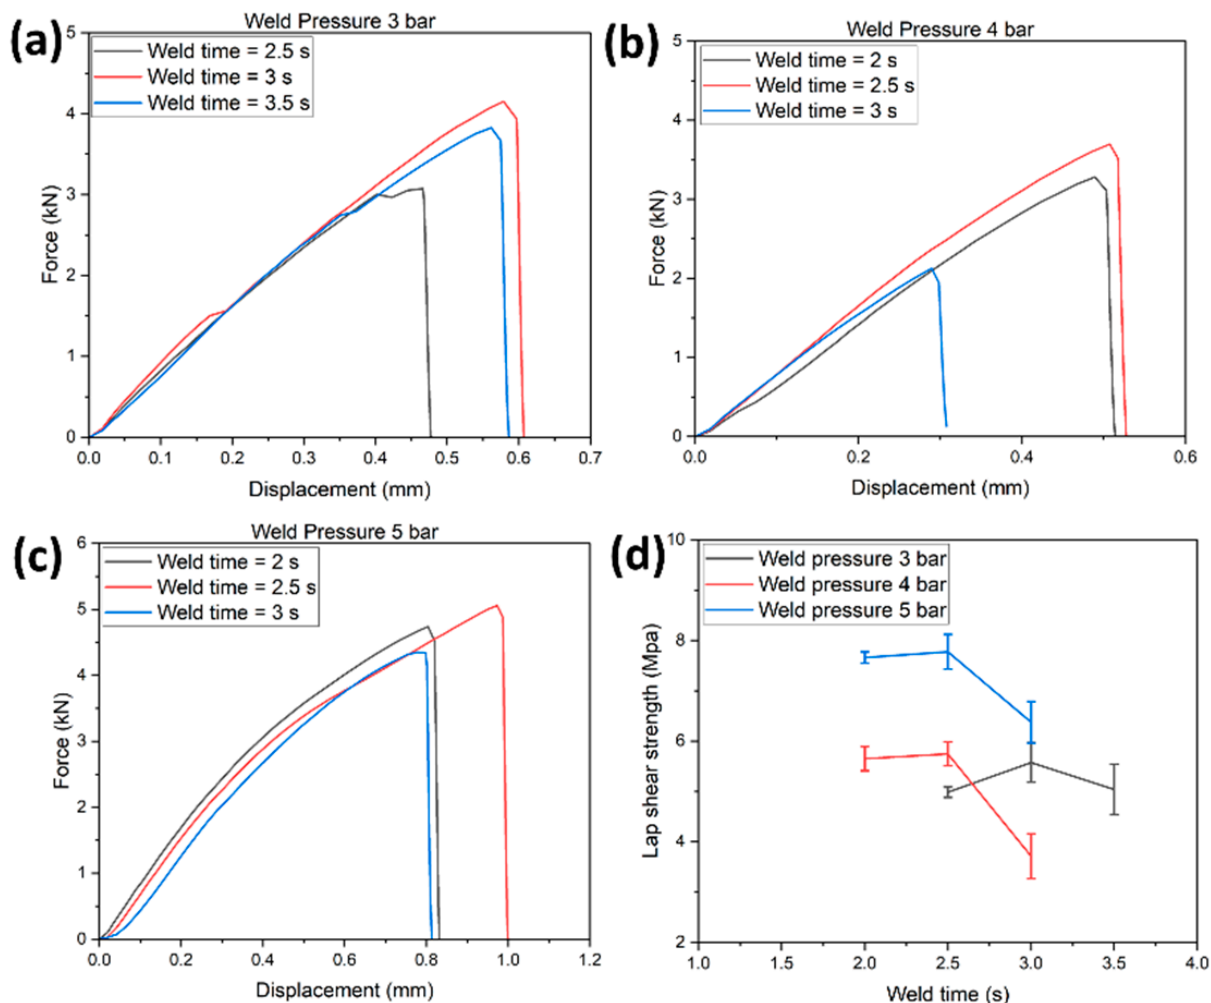 (a)
Weld Pressure 3 bar
Weld time = 2.5 s
Weld time = 3 s
Weld time = 3.5 s
5
4
3
2
1
0
Force (kN)
0.0 0.1 0.2 0.3 0.4 0.5 0.6 0.7
Displacement (mm)
(b)
Weld Pressure 4 bar
Weld time = 2 s
Weld time = 2.5 s
Weld time = 3 s
5
4
3
2
1
0
Force (kN)
0.0 0.2 0.4 0.6
Displacement (mm)
(c)
Weld Pressure 5 bar
Weld time = 2 s
Weld time = 2.5 s
Weld time = 3 s
6
5
4
3
2
1
0
Force (kN)
0.0 0.2 0.4 0.6 0.8 1.0 1.2
Displacement (mm)
(d)
Weld pressure 3 bar
Weld pressure 4 bar
Weld pressure 5 bar
10
8
6
4
2
Lap shear strength (Mpa)
1.0 1.5 2.0 2.5 3.0 3.5 4.0
Weld time (s)